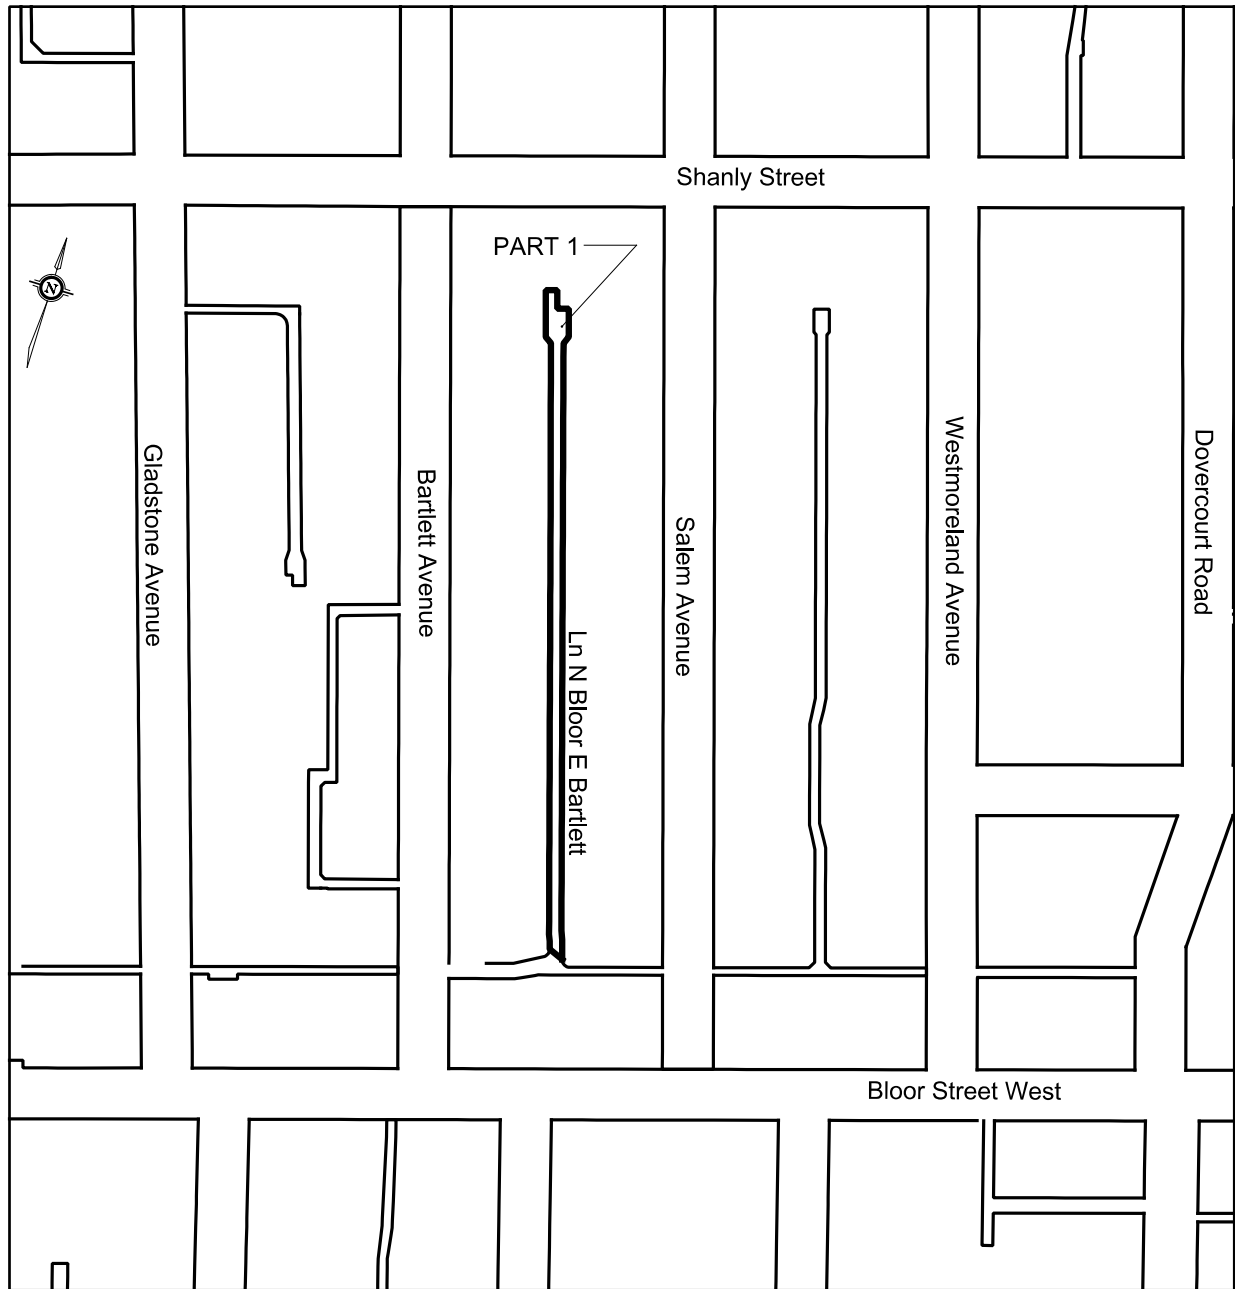 Shanly Street
PART 1
N
Gladstone Avenue
Bartlett Avenue
Ln N Bloor E Bartlett
Salem Avenue
Westmoreland Avenue
Dovercourt Road
Bloor Street West